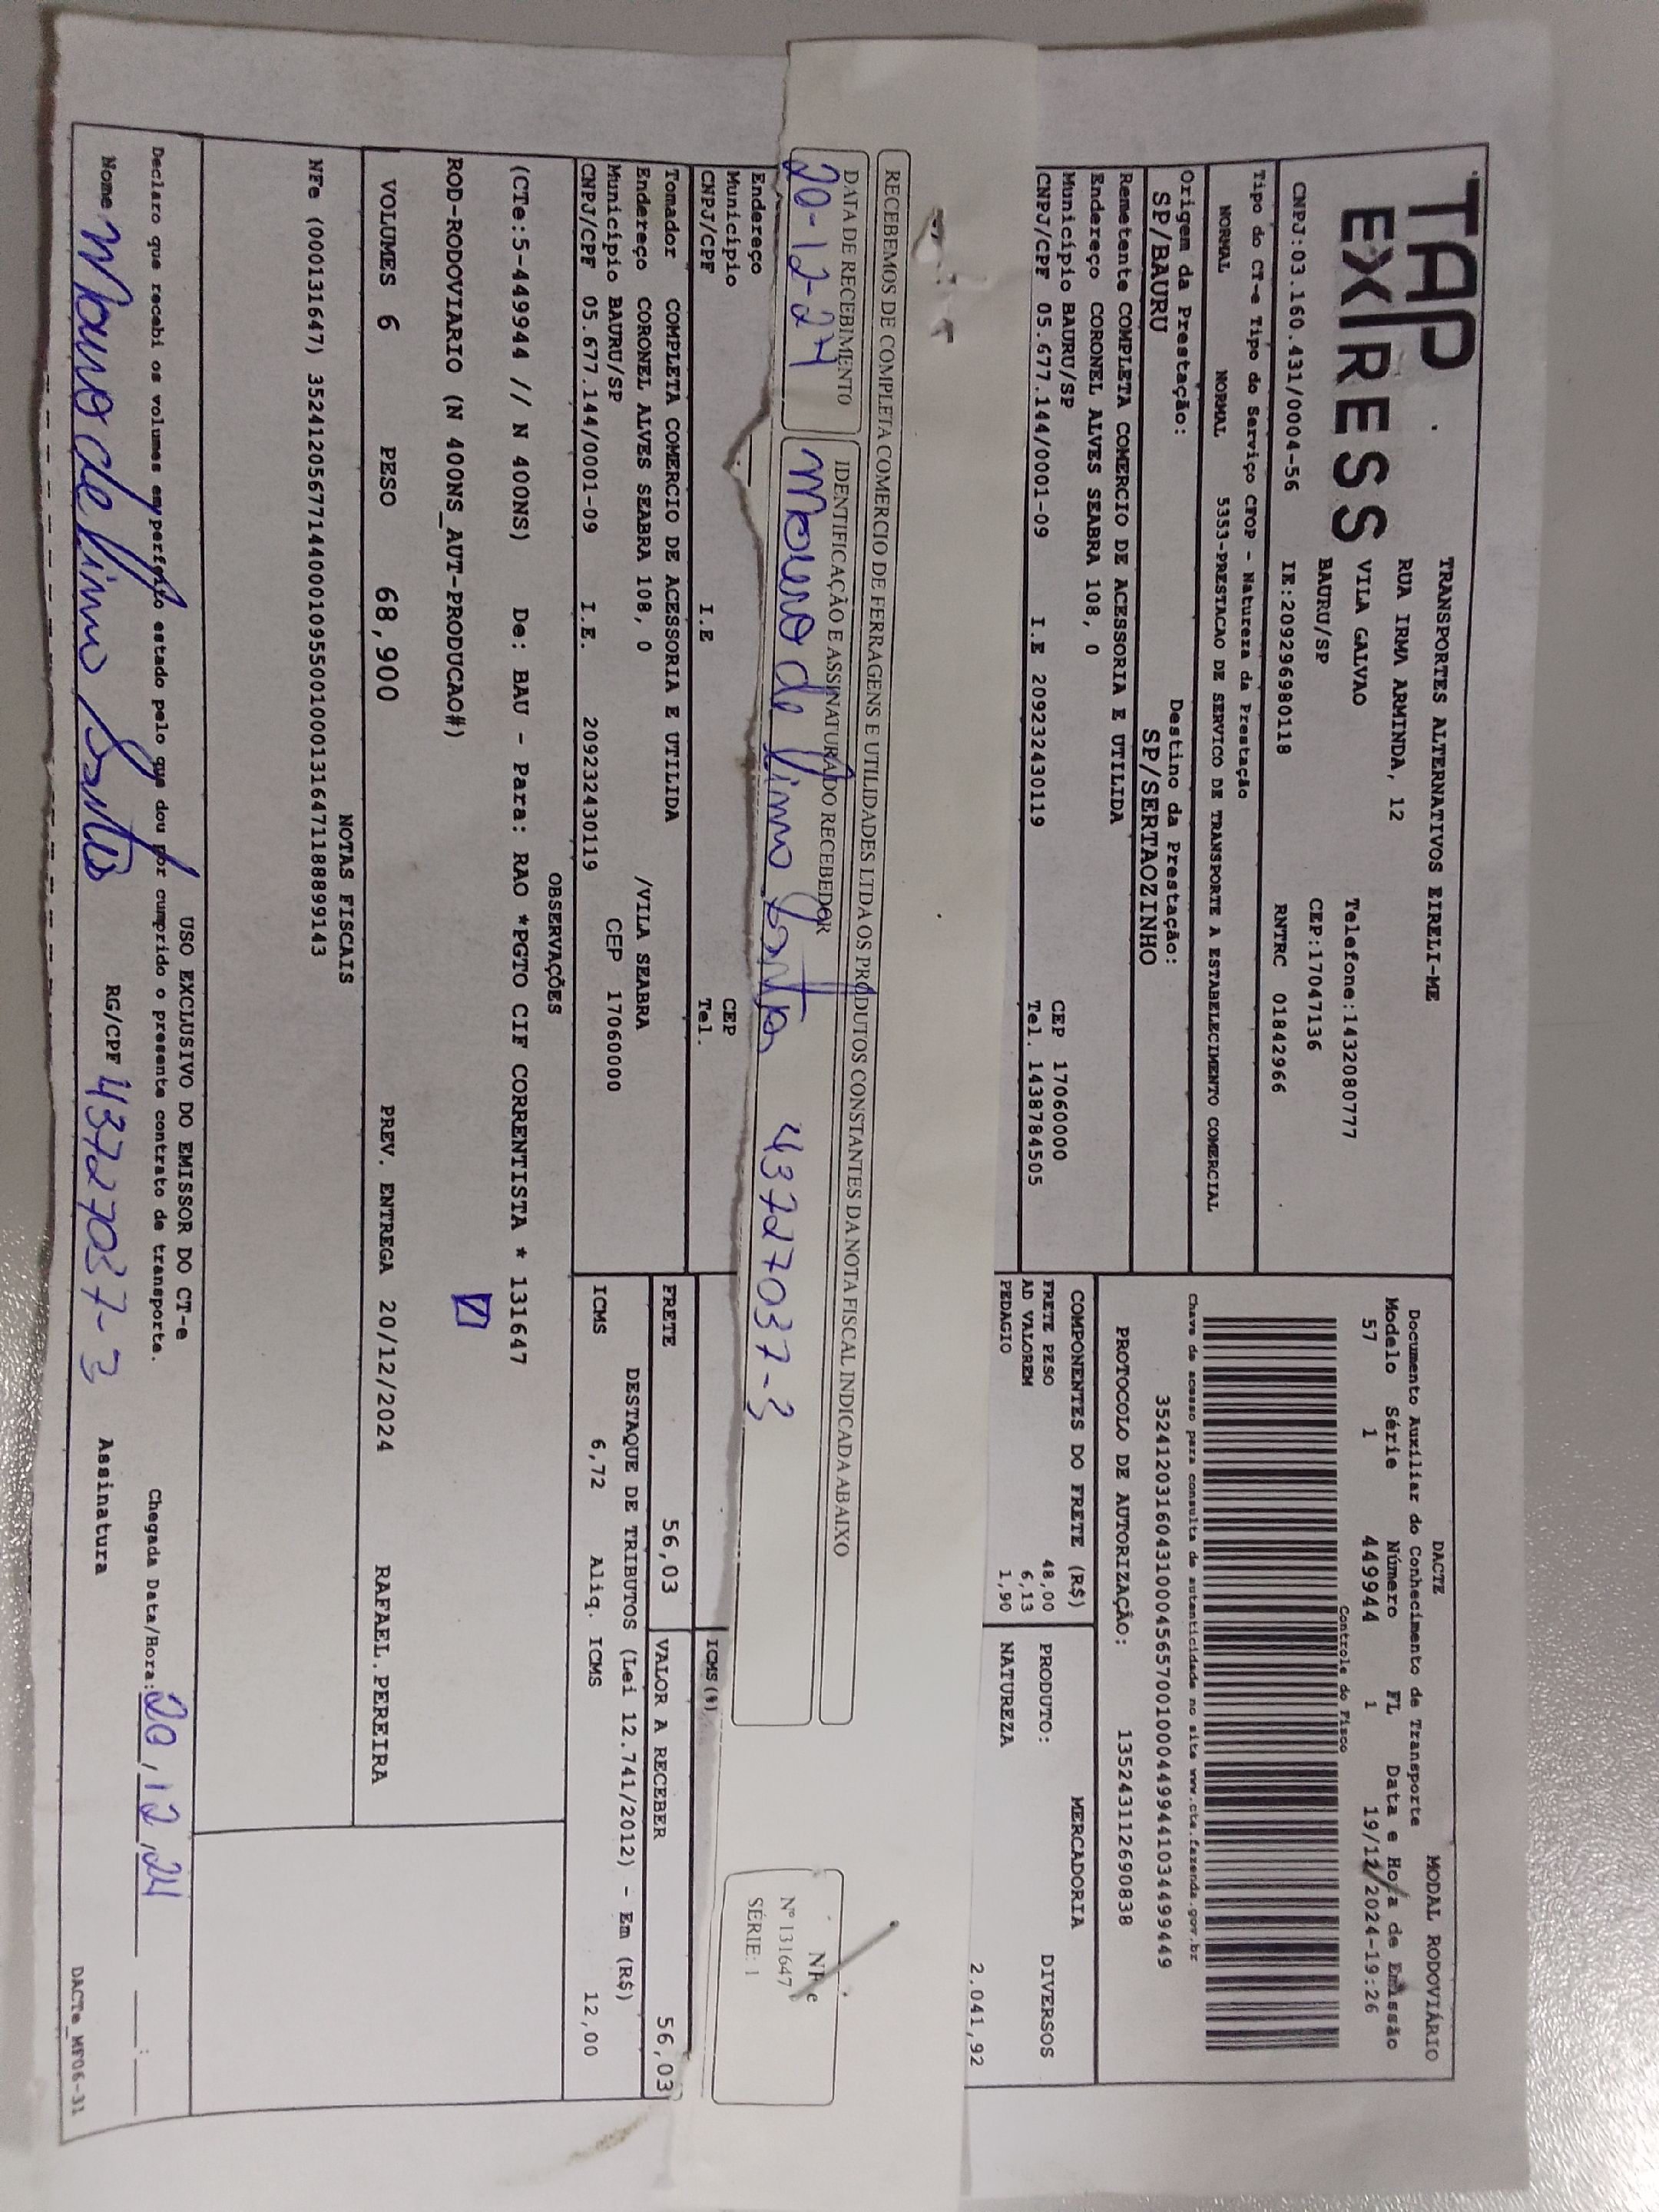 TAP EXPRESS
TRANSPORTES ALTERNATIVOS EIRELI-ME
RUA IRMA ARMINDA, 12
VILA GALVAO
BAURU/SP
Telefone:1432080777
CEP:17047136
CNPJ:03.160.431/0004-56 IE:209296980118 RNTRC 01842966
Tipo do CT-e Tipo do Serviço CFOP - Natureza da Prestação
NORMAL NORMAL 5353-PRESTACAO DE SERVICO DE TRANSPORTE A ESTABELECIMENTO COMERCIAL
Origem da Prestação: Destino da Prestação:
SP/BAURU SP/SERTAOZINHO
Remetente COMPLETA COMERCIO DE ACESSORIA E UTILIDA
Endereço CORONEL ALVES SEABRA 108, 0
Município BAURU/SP CEP 17060000
CNPJ/CPF 05.677.144/0001-09 I.E 209232430119 Tel. 1438784505
DACTE MODAL RODOVIÁRIO
Documento Auxiliar do Conhecimento de Transporte
Modelo Série Número FL Data e Hora de Emissão
57 1 449944 1 19/12/2024-19:26
Controle do Fisco
Chave de acesso para consulta de autenticidade no site www.cte.fazenda.gov.br
35241203160431000456570010004499441034499449
PROTOCOLO DE AUTORIZAÇÃO: 135243112690838
COMPONENTES DO FRETE (R$) MERCADORIA
FRETE PESO 48,00 PRODUTO: DIVERSOS
AD VALOREM 6,13
PEDAGIO 1,90 NATUREZA 2.041,92
RECEBEMOS DE COMPLETA COMERCIO DE FERRAGENS E UTILIDADES LTDA OS PRODUTOS CONSTANTES DA NOTA FISCAL INDICADA ABAIXO
DATA DE RECEBIMENTO IDENTIFICAÇÃO E ASSINATURA DO RECEBEDOR
20-12-24 Mauro de Lima Santos 43727037-3
NF-e
Nº 131647
SÉRIE: 1
Endereço
Município CEP
CNPJ/CPF I.E Tel.
ICMS (%)
Tomador COMPLETA COMERCIO DE ACESSORIA E UTILIDA
Endereço CORONEL ALVES SEABRA 108, 0 /VILA SEABRA
Município BAURU/SP CEP 17060000
CNPJ/CPF 05.677.144/0001-09 I.E. 209232430119
FRETE 56,03 VALOR A RECEBER 56,03
DESTAQUE DE TRIBUTOS (Lei 12.741/2012) - Em (R$)
ICMS 6,72 Aliq. ICMS 12,00
OBSERVAÇÕES
(CTe:5-449944 // N 400NS) De: BAU - Para: RAO *PGTO CIF CORRENTISTA * 131647
ROD-RODOVIARIO (N 400NS_AUT-PRODUCAO#)
VOLUMES 6 PESO 68,900 PREV. ENTREGA 20/12/2024 RAFAEL.PEREIRA
NOTAS FISCAIS
NFe (000131647) 35241205677144000109550010001316471188899143
USO EXCLUSIVO DO EMISSOR DO CT-e
Declaro que recebi os volumes em perfeito estado pelo que dou por cumprido o presente contrato de transporte. Chegada Data/Hora: 20/12/24 __:__
Nome Mauro de Lima Santos RG/CPF 43727037-3 Assinatura
DACTe_MF06-31